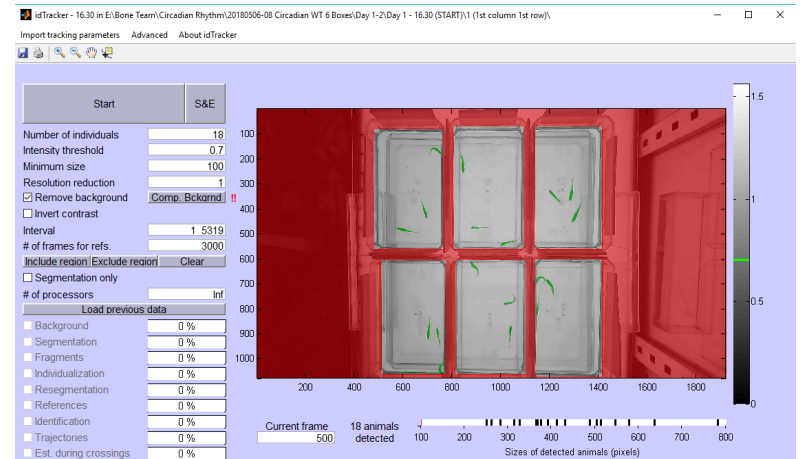 idTracker - 16.30 in E:\Bone Team\Circadian Rhythm\20180506-08 Circadian WT 6 Boxes\Day 1-2\Day 1 - 16.30 (START)\1 (1st column 1st row)\
Import tracking parameters Advanced About idTracker
Start S&E
Number of individuals 18
Intensity threshold 0.7
Minimum size 100
Resolution reduction 1
Remove background Comp. Bckgrnd !!
Invert contrast
Interval 1 5319
# of frames for refs. 3000
Include region Exclude region Clear
Segmentation only
# of processors Inf
Load previous data
Background 0 %
Segmentation 0 %
Fragments 0 %
Individualization 0 %
Resegmentation 0 %
References 0 %
Identification 0 %
Trajectories 0 %
Est. during crossings 0 %
100
200
300
400
500
600
700
800
900
1000
200 400 600 800 1000 1200 1400 1600 1800
1.5
1
0.5
0
Current frame
500
18 animals
detected
100 200 300 400 500 600 700 800
Sizes of detected animals (pixels)